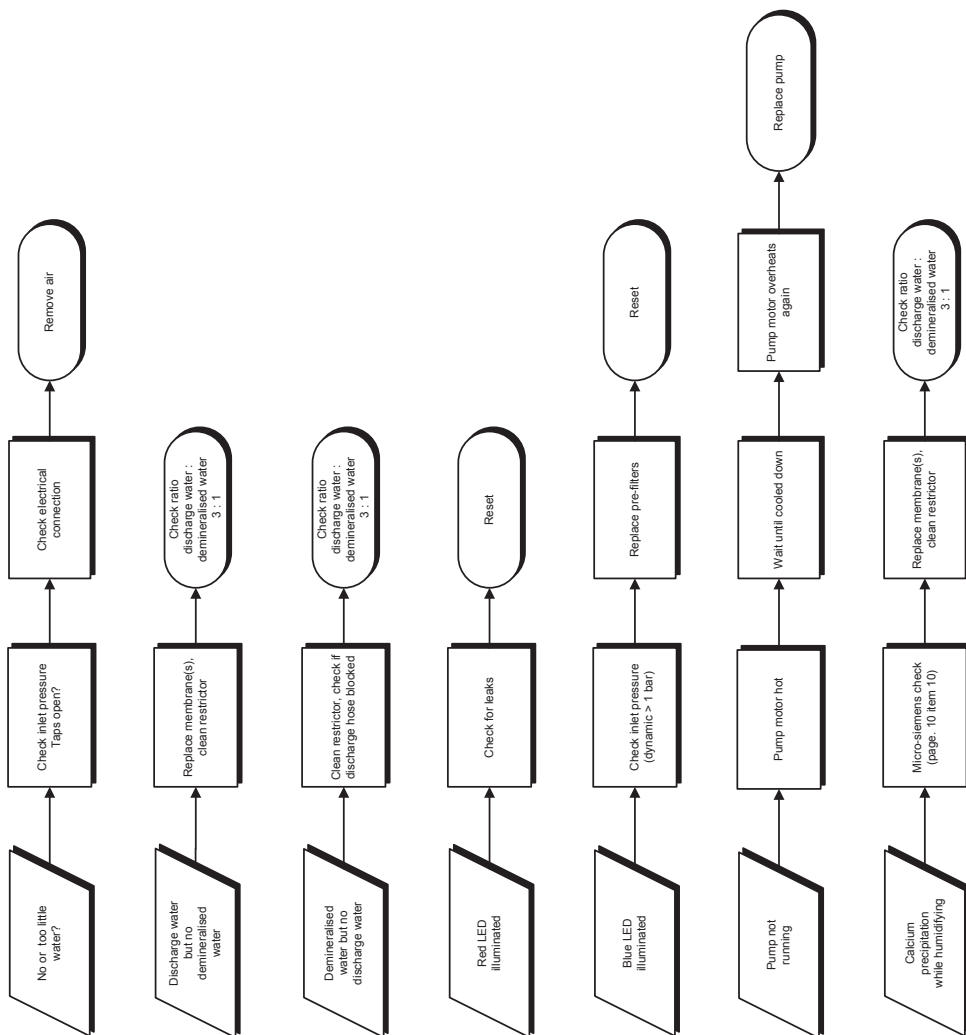 No or too little
water?
Check inlet pressure
Taps open?
Check electrical
connection
Remove air
Discharge water
but no
demineralised
water
Replace membrane(s),
clean restrictor
Check ratio
discharge water :
demineralised water
3 : 1
Demineralised
water but no
discharge water
Clean restrictor, check if
discharge hose blocked
Check ratio
discharge water :
demineralised water
3 : 1
Red LED
illuminated
Check for leaks
Reset
Blue LED
illuminated
Check inlet pressure
(dynamic > 1 bar)
Replace pre-filters
Reset
Pump not
running
Pump motor hot
Wait until cooled down
Pump motor overheats
again
Replace pump
Calcium
precipitation
while humidifying
Micro-siemens check
(page. 10 item 10)
Replace membrane(s),
clean restrictor
Check ratio
discharge water :
demineralised water
3 : 1